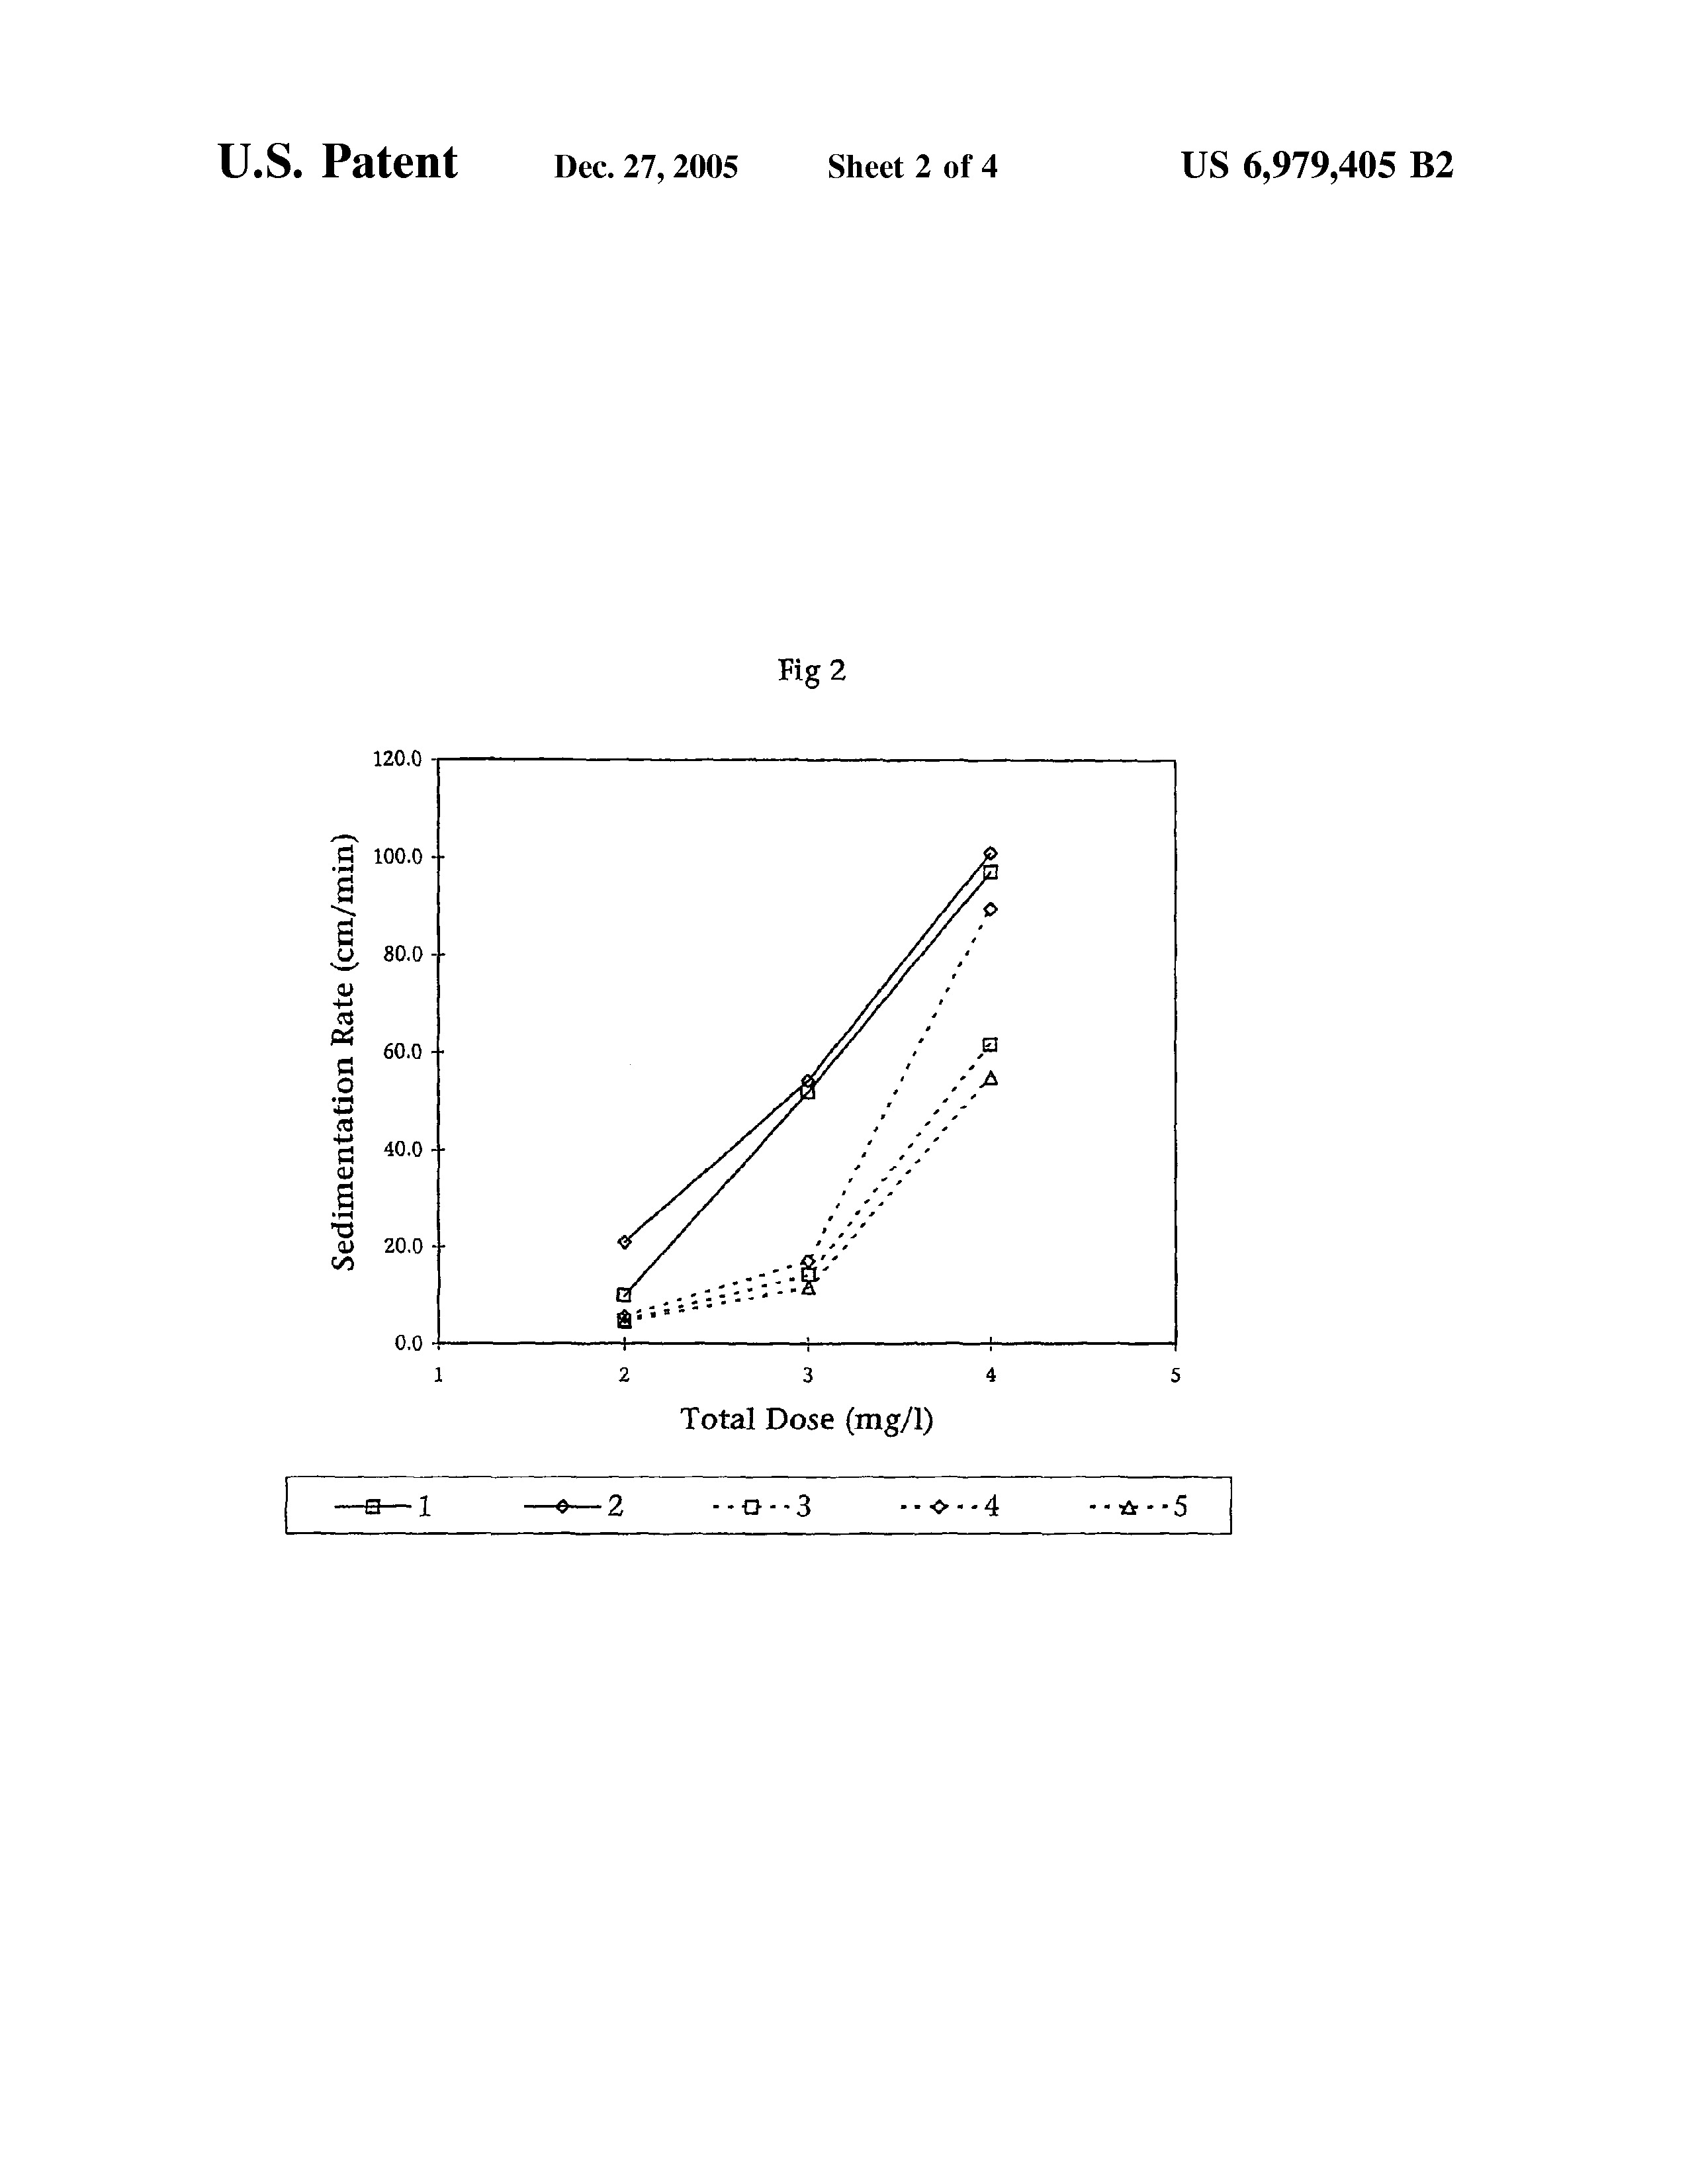 U.S. Patent Dec. 27, 2005 Sheet 2 of 4 US 6,979,405 B2
Fig 2
120.0
100.0
80.0
60.0
40.0
20.0
0.0
Sedimentation Rate (cm/min)
1 2 3 4 5
Total Dose (mg/l)
1 2 3 4 5